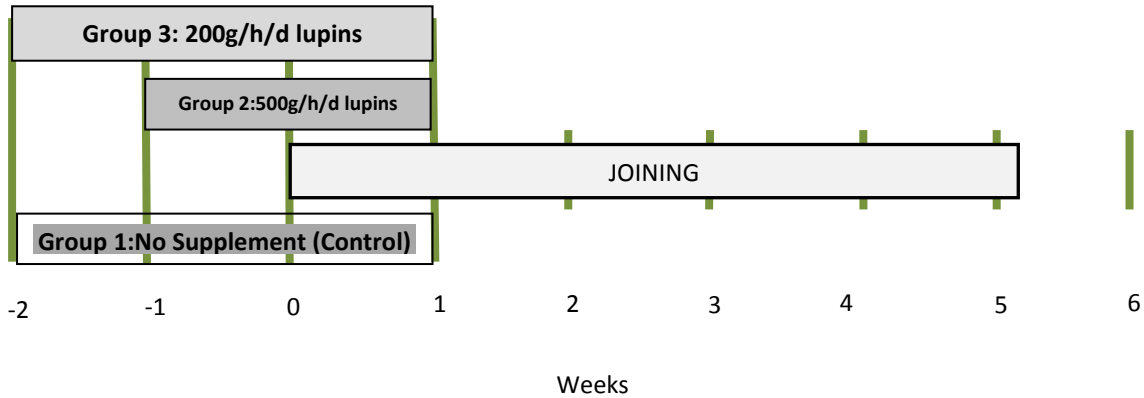 Group 3: 200g/h/d lupins
Group 2:500g/h/d lupins
JOINING
Group 1:No Supplement (Control)
-2 -1 0 1 2 3 4 5 6
Weeks